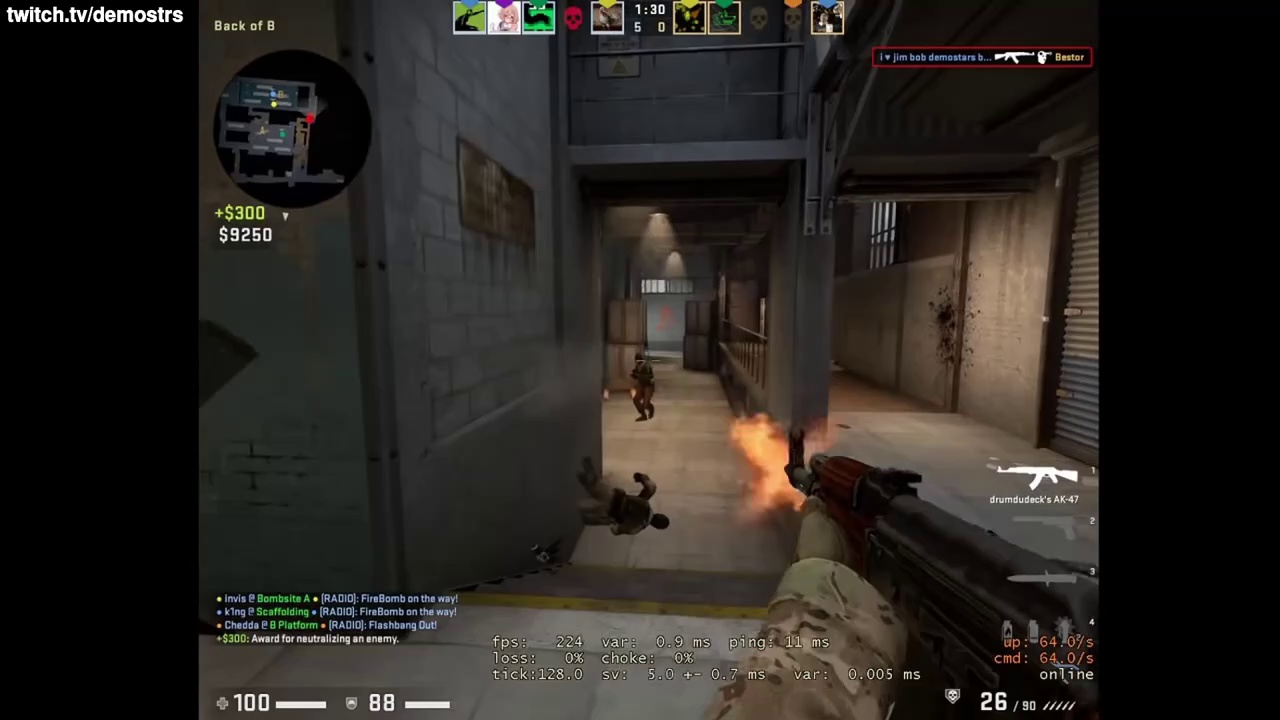 twitch.tv/demostrs
Back of B
1:30
5 0
i ♥ jim bob demostars b... Bestor
+$300
$9250
1
drumdudeck's AK-47
2
3
4
• invis @ Bombsite A • [RADIO]: FireBomb on the way!
• k1ng @ Scaffolding • [RADIO]: FireBomb on the way!
• Chedda @ B Platform • [RADIO]: Flashbang Out!
+$300: Award for neutralizing an enemy.
fps: 224 var: 0.9 ms ping: 11 ms
loss: 0% choke: 0%
tick:128.0 sv: 5.0 +- 0.7 ms var: 0.005 ms
up: 64.0/s
cmd: 64.0/s
online
100 88
26 / 90